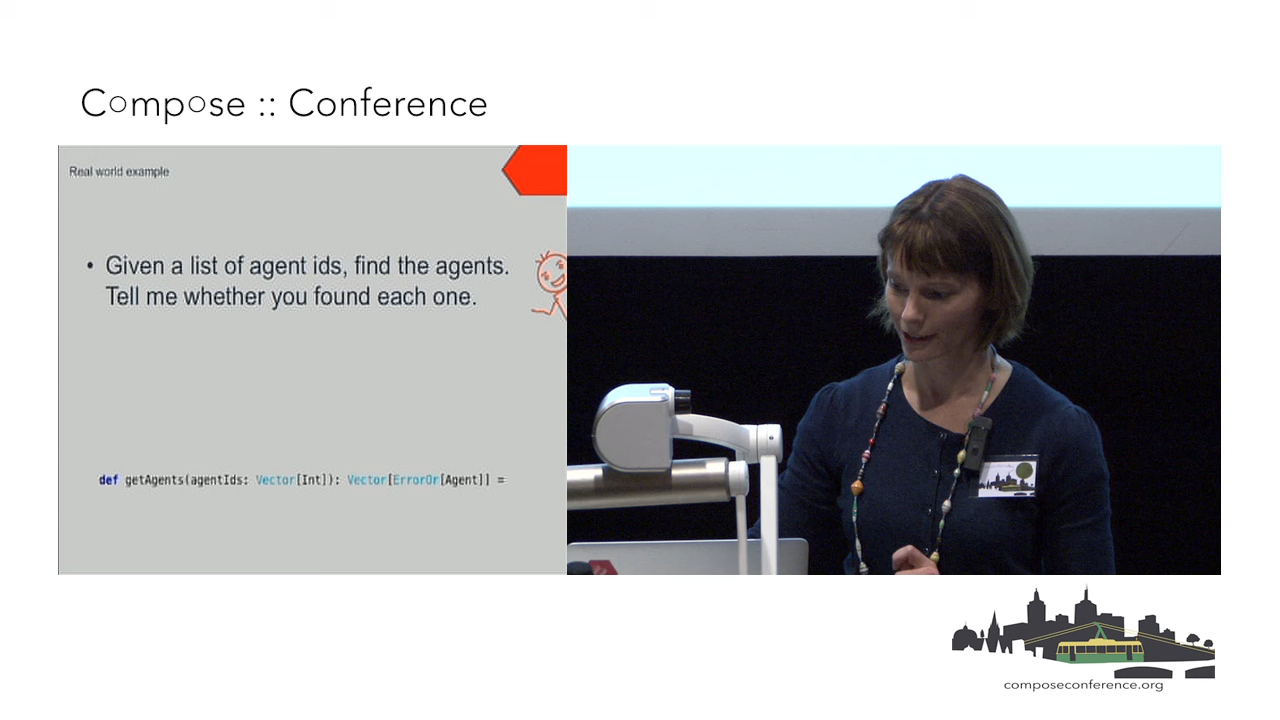 Compose :: Conference
Real world example
• Given a list of agent ids, find the agents.
Tell me whether you found each one.
def getAgents(agentIds: Vector[Int]): Vector[ErrorOr[Agent]] =
composeconference.org